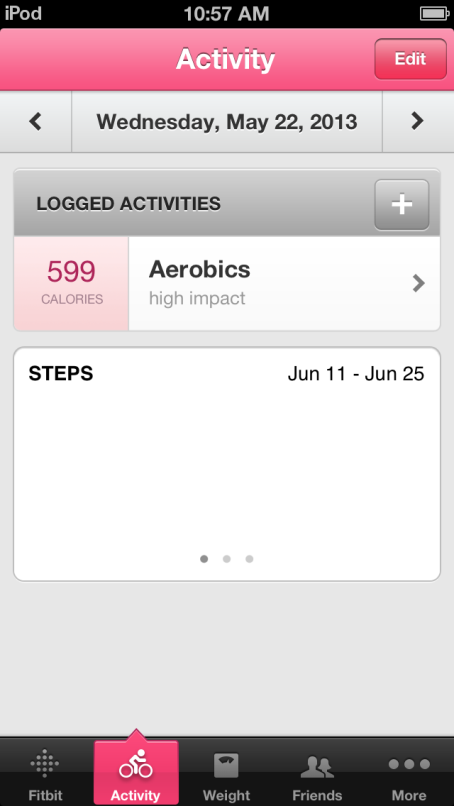 iPod 10:57 AM
Activity Edit
Wednesday, May 22, 2013
LOGGED ACTIVITIES +
599 Aerobics
CALORIES high impact
STEPS Jun 11 - Jun 25
Fitbit Activity Weight Friends More